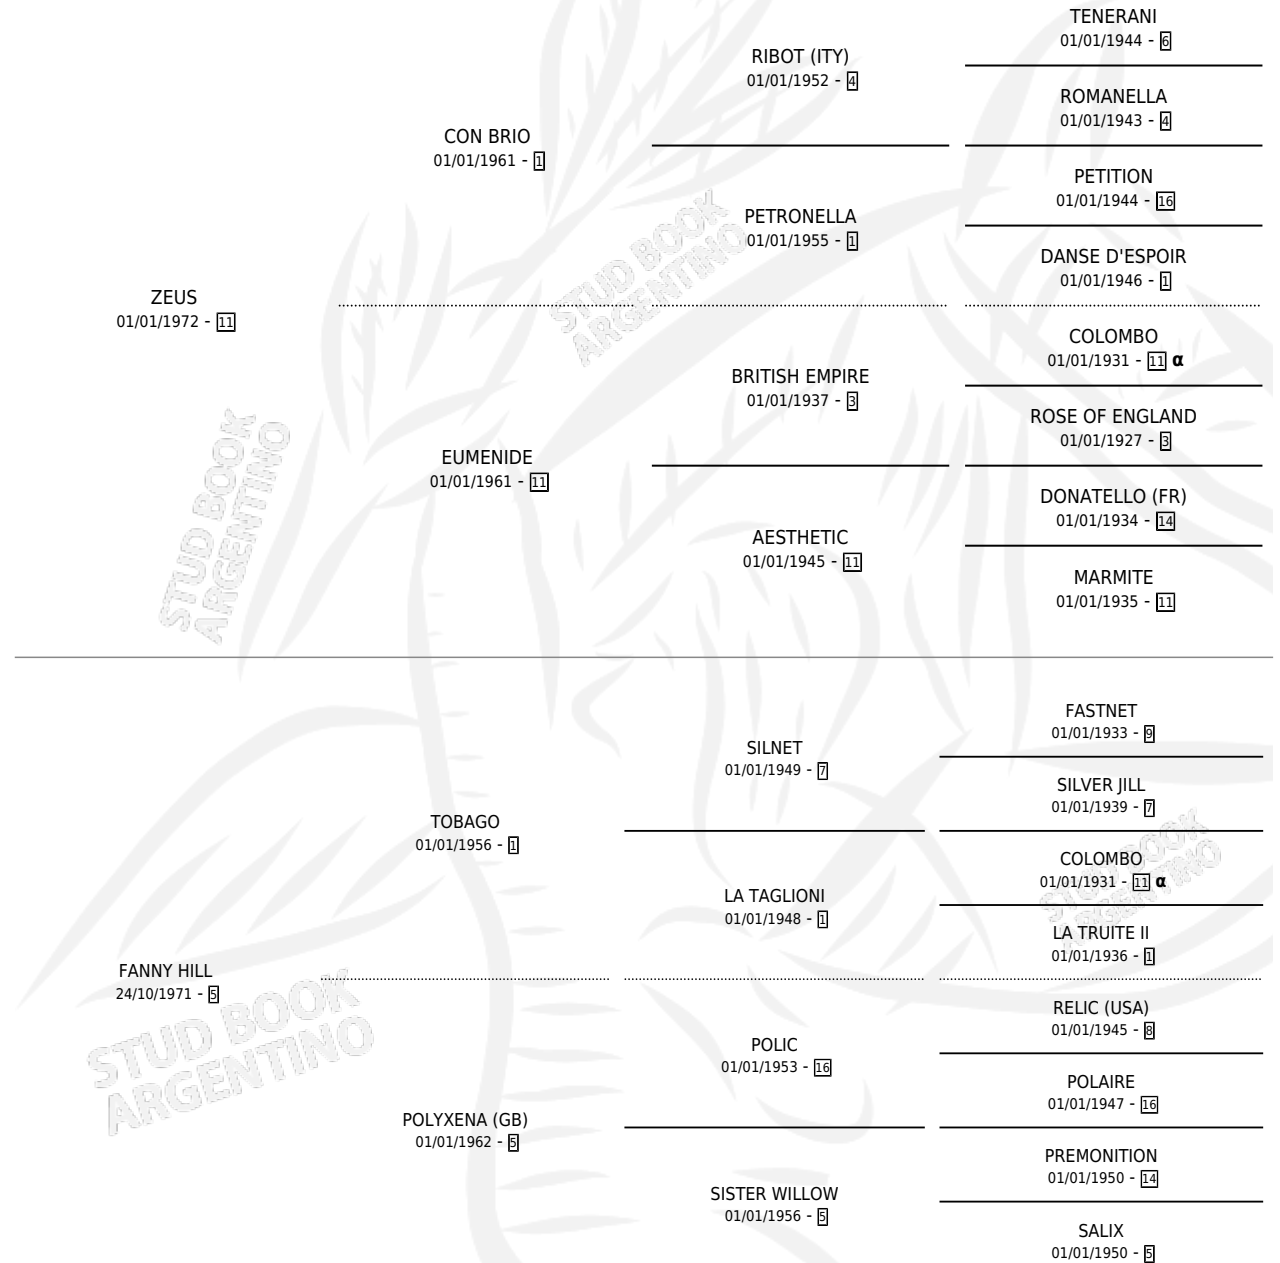 TENERANI
01/01/1944 - 6
RIBOT (ITY)
01/01/1952 - 4
ROMANELLA
01/01/1943 - 4
CON BRIO
01/01/1961 - 1
PETITION
01/01/1944 - 16
PETRONELLA
01/01/1955 - 1
DANSE D'ESPOIR
01/01/1946 - 1
STUD BOOK
ARGENTINO
ZEUS
01/01/1972 - 11
COLOMBO
01/01/1931 - 11 α
BRITISH EMPIRE
01/01/1937 - 3
ROSE OF ENGLAND
01/01/1927 - 3
EUMENIDE
01/01/1961 - 11
DONATELLO (FR)
01/01/1934 - 14
AESTHETIC
01/01/1945 - 11
MARMITE
01/01/1935 - 11
STUD BOOK
ARGENTINO
FASTNET
01/01/1933 - 9
SILNET
01/01/1949 - 7
SILVER JILL
01/01/1939 - 7
TOBAGO
01/01/1956 - 1
COLOMBO
01/01/1931 - 11 α
LA TAGLIONI
01/01/1948 - 1
LA TRUITE II
01/01/1936 - 1
STUD BOOK
ARGENTINO
FANNY HILL
24/10/1971 - 5
RELIC (USA)
01/01/1945 - 8
POLIC
01/01/1953 - 16
POLAIRE
01/01/1947 - 16
STUD BOOK
ARGENTINO
POLYXENA (GB)
01/01/1962 - 5
PREMONITION
01/01/1950 - 14
SISTER WILLOW
01/01/1956 - 5
SALIX
01/01/1950 - 5